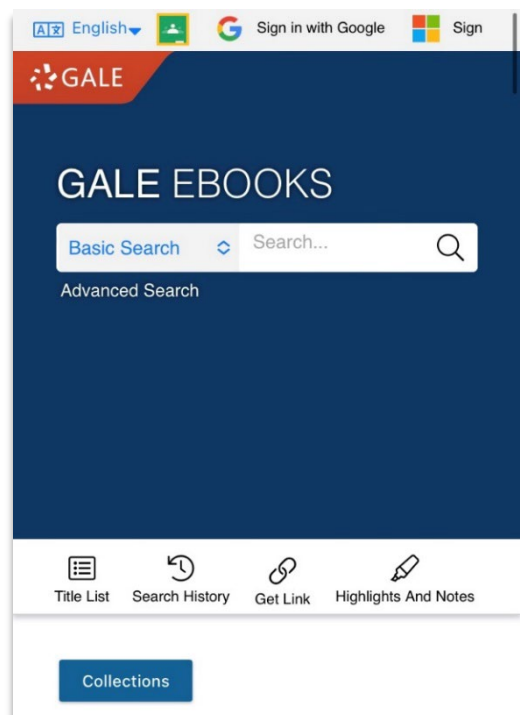 English
Sign in with Google
Sign
GALE
GALE EBOOKS
Basic Search
Search...
Advanced Search
Title List
Search History
Get Link
Highlights And Notes
Collections